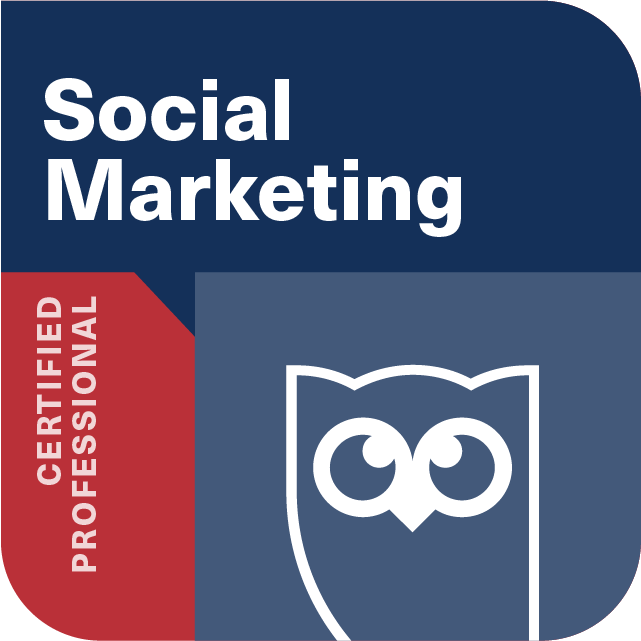 Social
Marketing
CERTIFIED
PROFESSIONAL